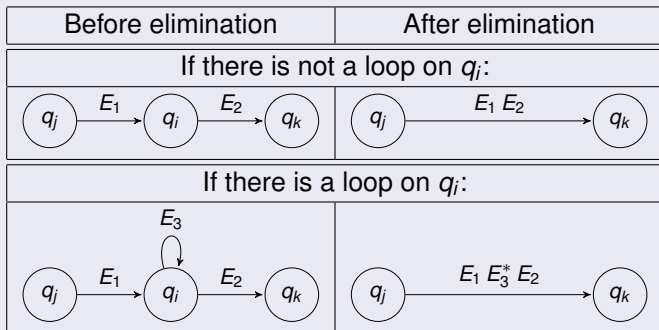 Before elimination After elimination
If there is not a loop on qᵢ:
qⱼ E₁ qᵢ E₂ qₖ qⱼ E₁ E₂ qₖ
If there is a loop on qᵢ:
E₃
qⱼ E₁ qᵢ E₂ qₖ qⱼ E₁ E₃* E₂ qₖ